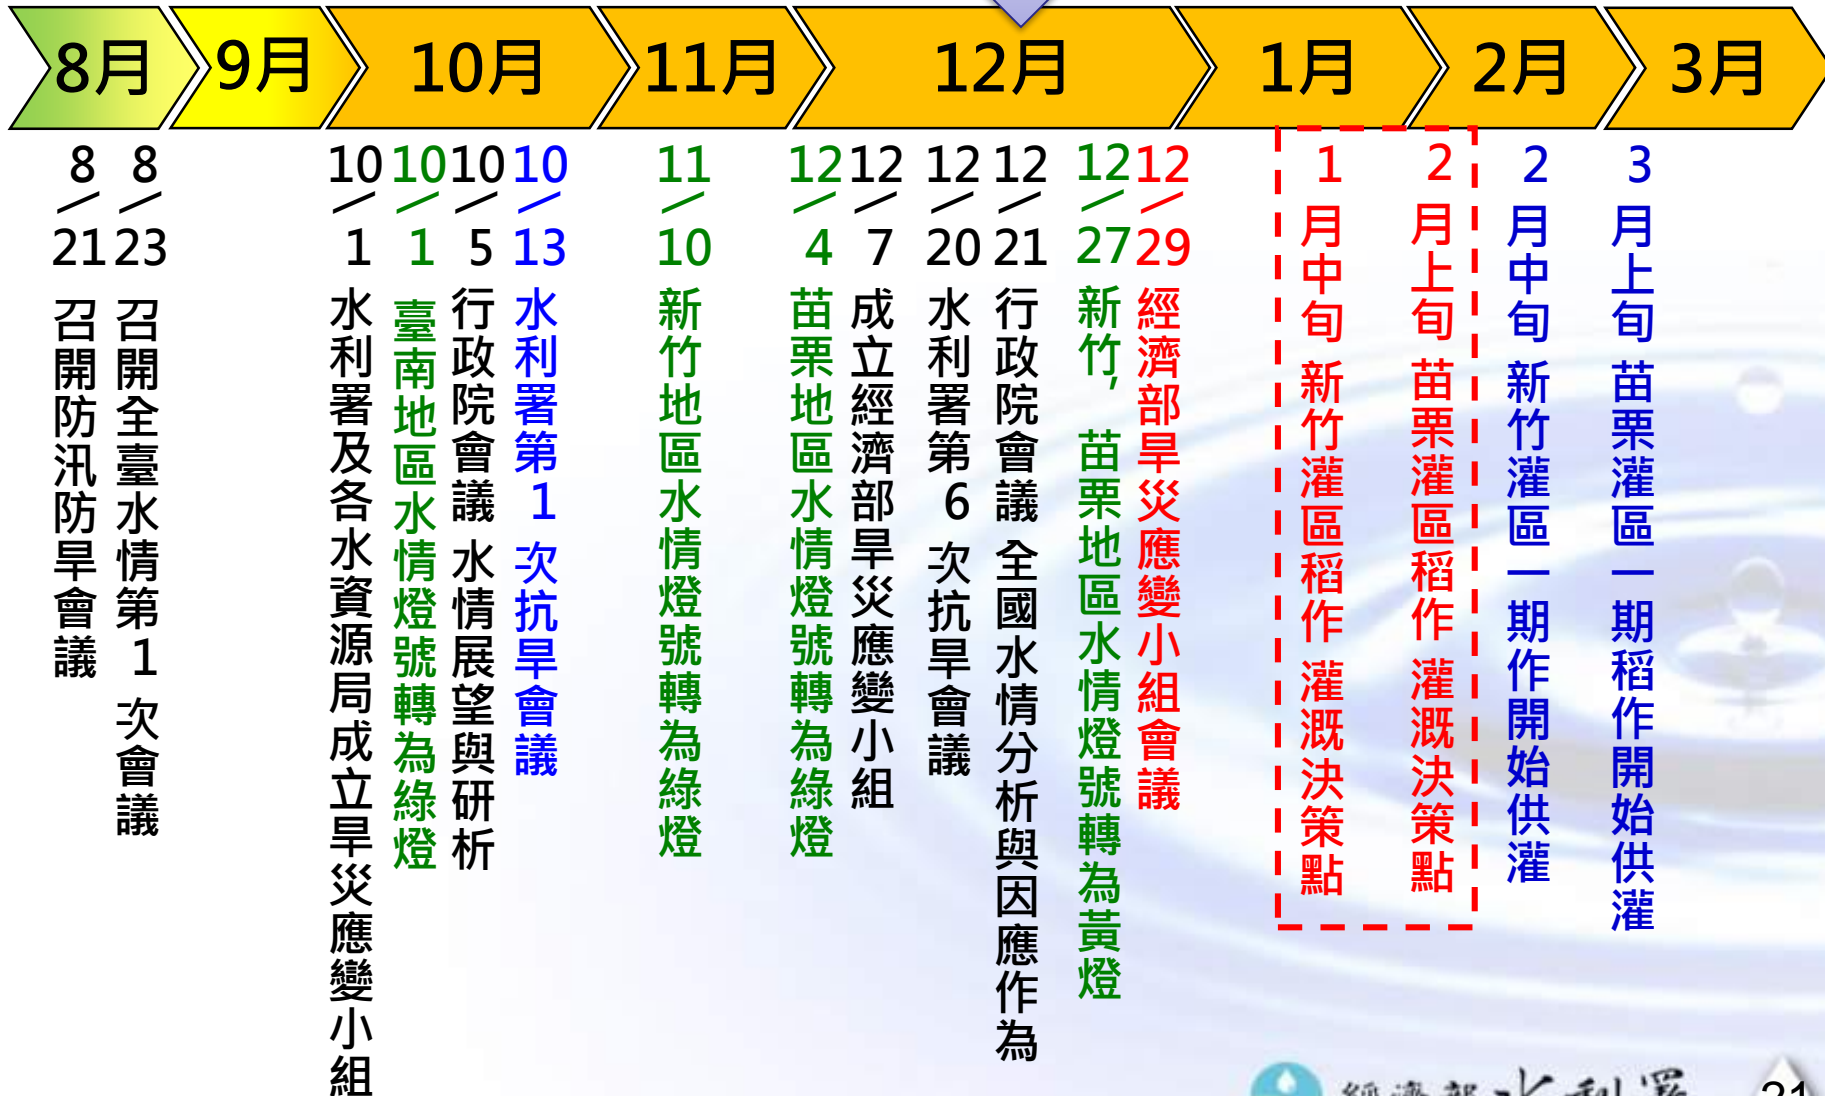 8月
9月
10月
11月
12月
1月
2月
3月
8/21 召開防汛防旱會議
8/23 召開全臺水情第1次會議
10/1 水利署及各水資源局成立旱災應變小組
10/1 臺南地區水情燈號轉為綠燈
10/5 行政院會議 水情展望與研析
10/13 水利署第1次抗旱會議
11/10 新竹地區水情燈號轉為綠燈
12/4 苗栗地區水情燈號轉為綠燈
12/7 成立經濟部旱災應變小組
12/20 水利署第6次抗旱會議
12/21 行政院會議 全國水情分析與因應作為
12/27 新竹, 苗栗地區水情燈號轉為黃燈
12/29 經濟部旱災應變小組會議
1月中旬 新竹灌區稻作 灌溉決策點
2月上旬 苗栗灌區稻作 灌溉決策點
2月中旬 新竹灌區一期作開始供灌
3月上旬 苗栗灌區一期稻作開始供灌
經濟部水利署
21